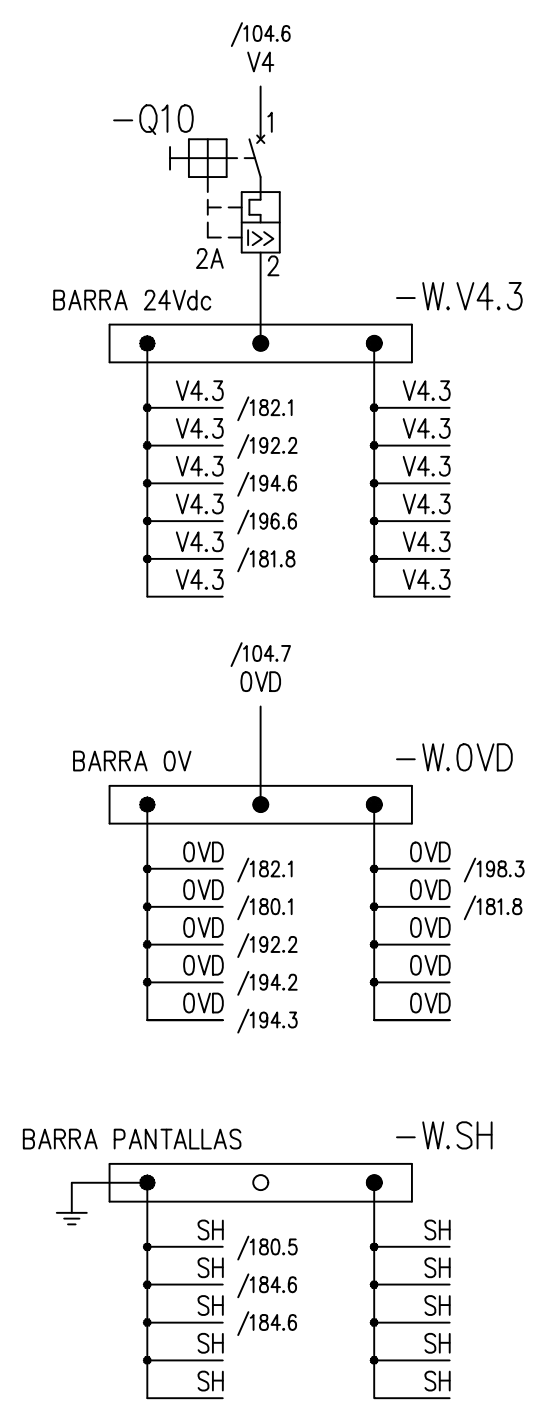 /104.6
V4
-Q10
1
2A
2
BARRA 24Vdc
-W.V4.3
V4.3 /182.1 V4.3
V4.3 /192.2 V4.3
V4.3 /194.6 V4.3
V4.3 /196.6 V4.3
V4.3 /181.8 V4.3
V4.3 V4.3
/104.7
0VD
BARRA 0V
-W.0VD
0VD /182.1 0VD /198.3
0VD /180.1 0VD /181.8
0VD /192.2 0VD
0VD /194.2 0VD
0VD /194.3 0VD
BARRA PANTALLAS
-W.SH
SH /180.5 SH
SH /184.6 SH
SH /184.6 SH
SH SH
SH SH